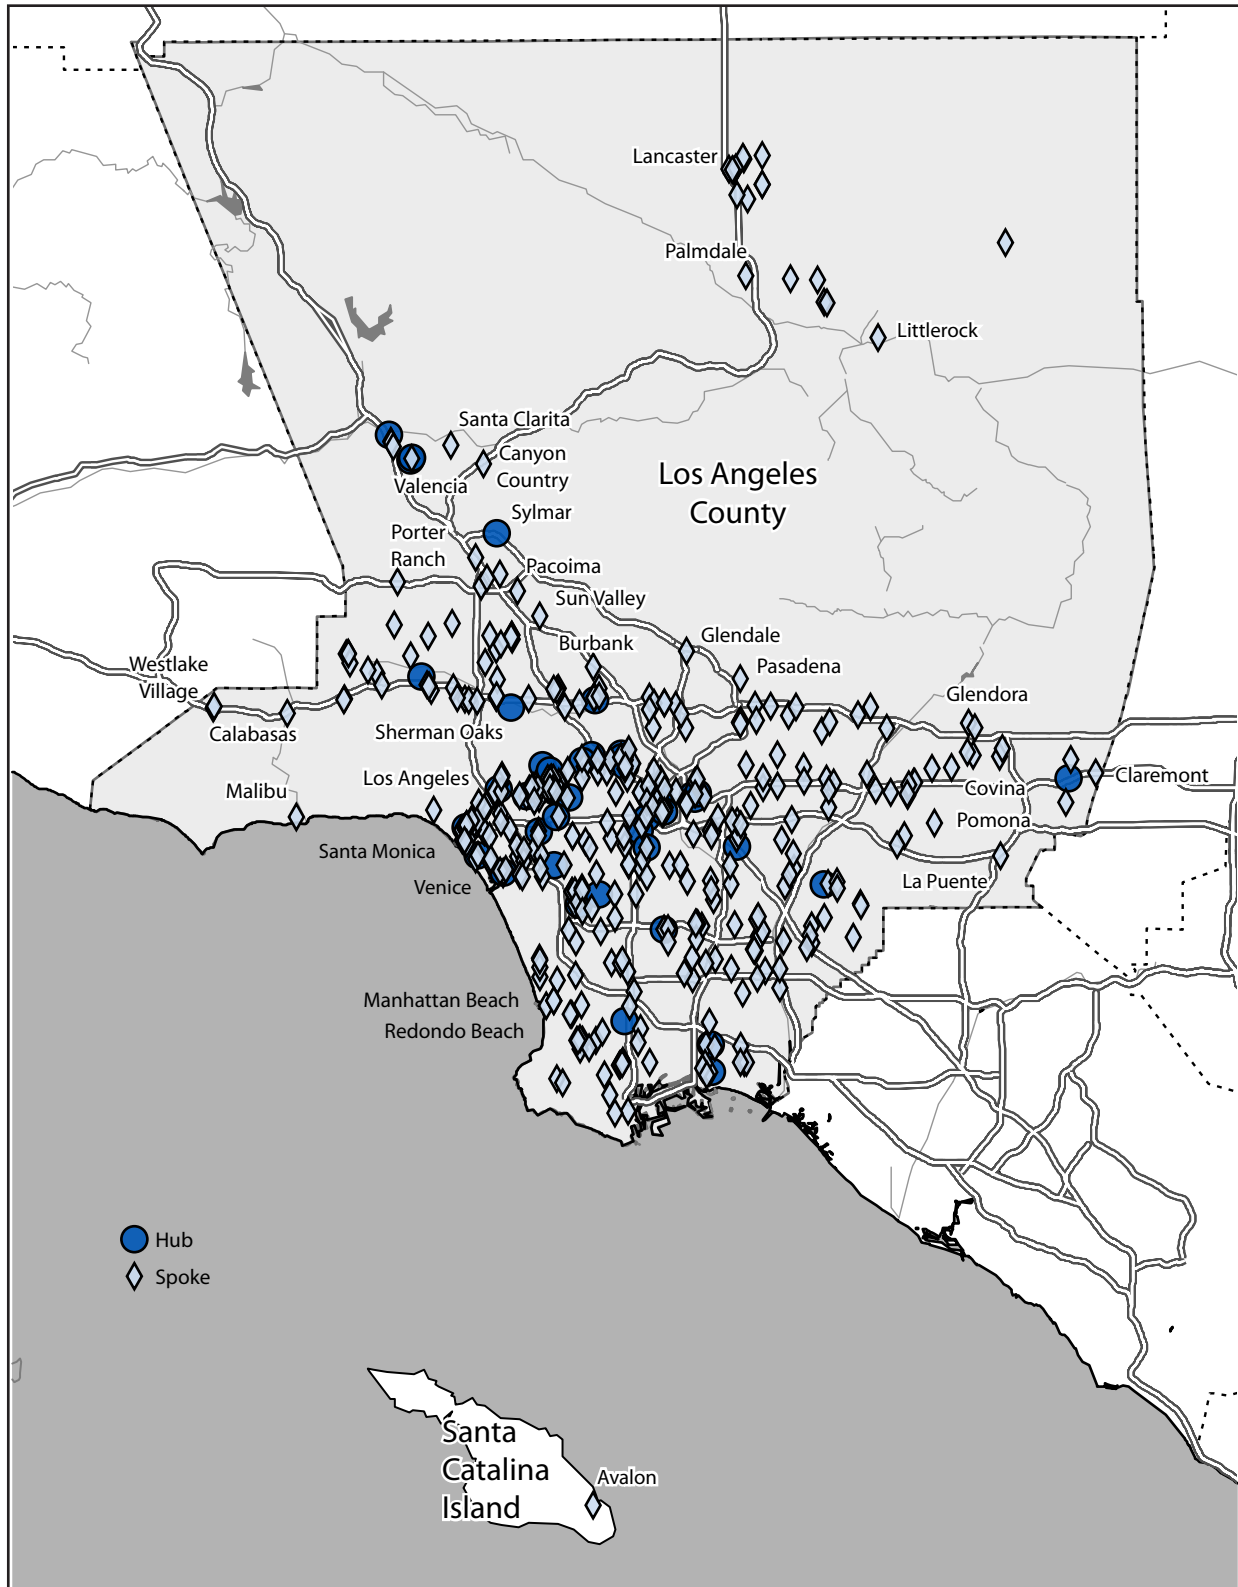 Lancaster
Palmdale
Littlerock
Santa Clarita
Canyon
Country
Valencia
Los Angeles
County
Sylmar
Porter
Ranch
Pacoima
Sun Valley
Burbank
Glendale
Westlake
Village
Pasadena
Glendora
Calabasas
Sherman Oaks
Los Angeles
Malibu
Covina
Claremont
Pomona
Santa Monica
Venice
La Puente
Manhattan Beach
Redondo Beach
Hub
Spoke
Santa
Catalina
Island
Avalon